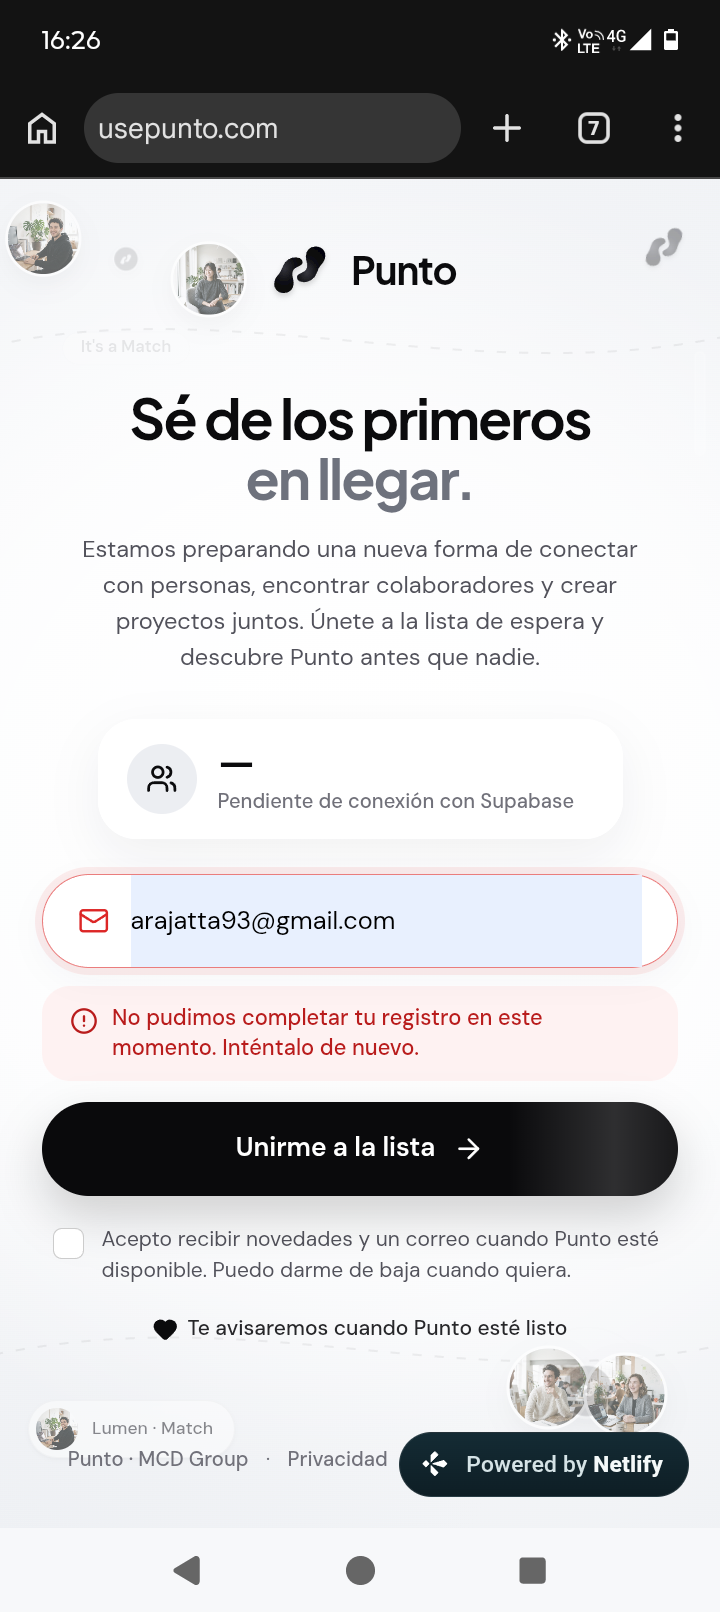 16:26
Vo LTE 4G
usepunto.com
7
Punto
It's a Match
Sé de los primeros
en llegar.
Estamos preparando una nueva forma de conectar
con personas, encontrar colaboradores y crear
proyectos juntos. Únete a la lista de espera y
descubre Punto antes que nadie.
—
Pendiente de conexión con Supabase
arajatta93@gmail.com
No pudimos completar tu registro en este
momento. Inténtalo de nuevo.
Unirme a la lista →
Acepto recibir novedades y un correo cuando Punto esté
disponible. Puedo darme de baja cuando quiera.
Te avisaremos cuando Punto esté listo
Lumen · Match
Punto · MCD Group · Privacidad
Powered by Netlify